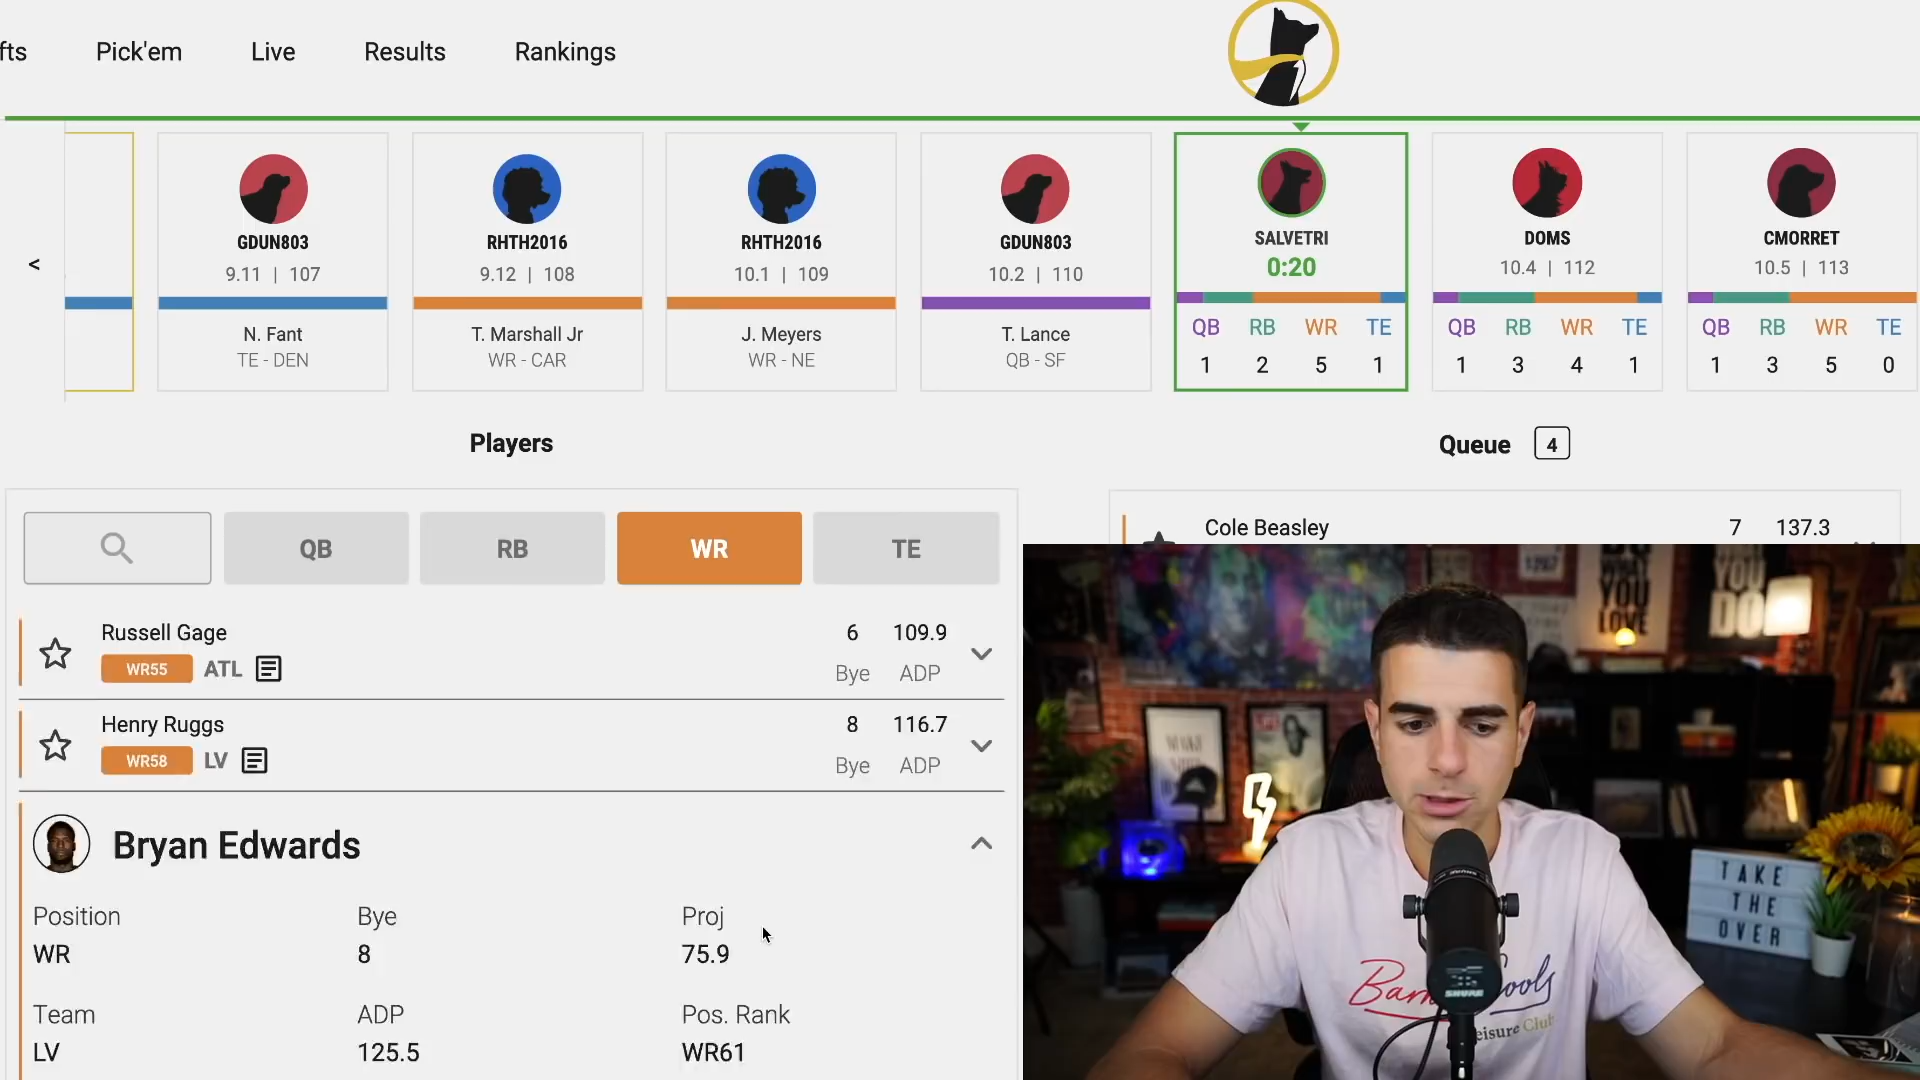 fts Pick'em Live Results Rankings
<
GDUN803
9.11 | 107
N. Fant
TE - DEN
RHTH2016
9.12 | 108
T. Marshall Jr
WR - CAR
RHTH2016
10.1 | 109
J. Meyers
WR - NE
GDUN803
10.2 | 110
T. Lance
QB - SF
SALVETRI
0:20
QB RB WR TE
1 2 5 1
DOMS
10.4 | 112
QB RB WR TE
1 3 4 1
CMORRET
10.5 | 113
QB RB WR TE
1 3 5 0
Players
QB RB WR TE
Russell Gage 6 109.9
WR55 ATL Bye ADP
Henry Ruggs 8 116.7
WR58 LV Bye ADP
Bryan Edwards
Position Bye Proj
WR 8 75.9
Team ADP Pos. Rank
LV 125.5 WR61
Queue 4
Cole Beasley 7 137.3
WHAT
YOU
LOVE
YOU
DO
TAKE
THE
OVER
SHURE